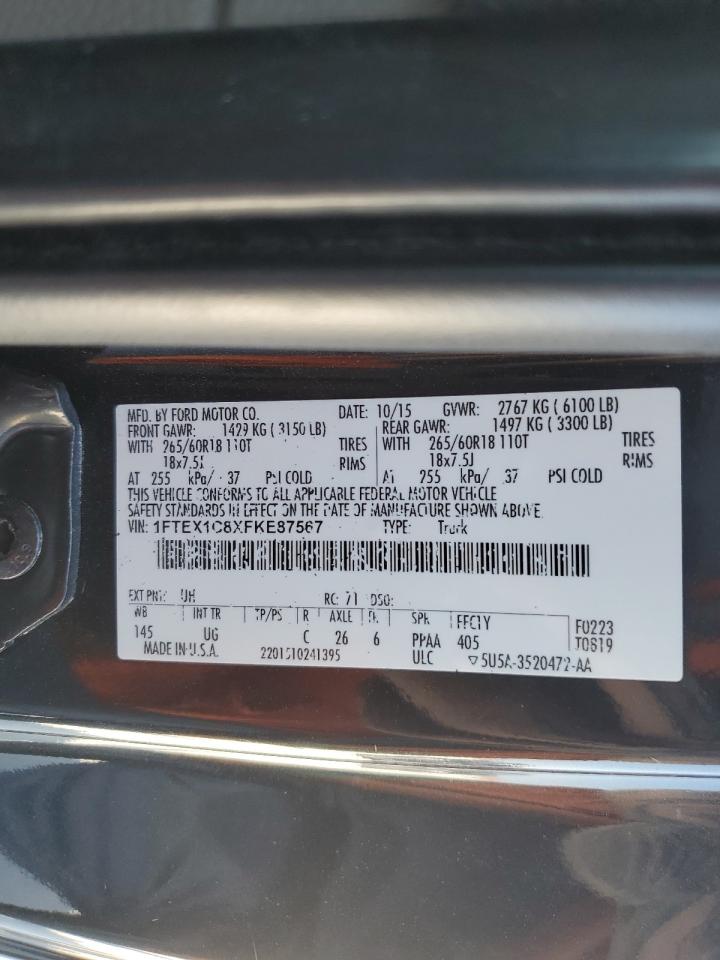 MFD. BY FORD MOTOR CO. DATE: 10/15 GVWR: 2767 KG ( 6100 LB)
FRONT GAWR: 1429 KG ( 3150 LB) REAR GAWR: 1497 KG ( 3300 LB)
WITH 265/60R18 110T TIRES WITH 265/60R18 110T TIRES
18x7.5J RIMS 18x7.5J RIMS
AT 255 kPa/ 37 PSI COLD AT 255 kPa/ 37 PSI COLD
THIS VEHICLE CONFORMS TO ALL APPLICABLE FEDERAL MOTOR VEHICLE
SAFETY STANDARDS IN EFFECT ON THE DATE OF MANUFACTURE SHOWN ABOVE.
VIN: 1FTEX1C8XFKE87567 TYPE: Truck
EXT PNT: UH RC: 71 DSO:
WB INT TR TP/PS R AXLE TR SPR EFC1Y F0223
145 UG C 26 6 PPAA 405 T0819
MADE IN U.S.A. 2201510241395 ULC ▽5U5A-3520472-AA